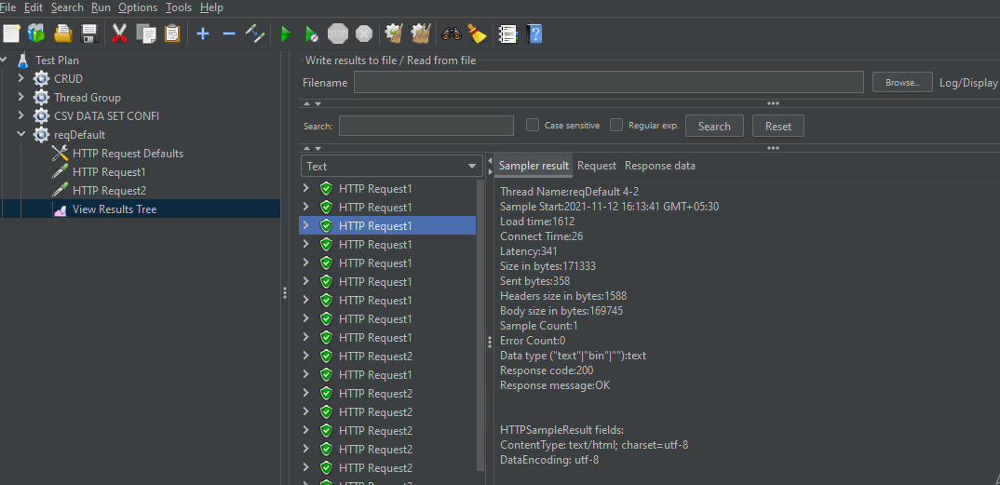 File Edit Search Run Options Tools Help
Test Plan
CRUD
Thread Group
CSV DATA SET CONFI
reqDefault
HTTP Request Defaults
HTTP Request1
HTTP Request2
View Results Tree
Write results to file / Read from file
Filename
Browse...
Log/Display
Search:
Case sensitive
Regular exp.
Search
Reset
Text
HTTP Request1
HTTP Request1
HTTP Request1
HTTP Request1
HTTP Request1
HTTP Request1
HTTP Request1
HTTP Request1
HTTP Request1
HTTP Request2
HTTP Request1
HTTP Request2
HTTP Request2
HTTP Request2
HTTP Request2
HTTP Request2
Sampler result Request Response data
Thread Name:reqDefault 4-2
Sample Start:2021-11-12 16:13:41 GMT+05:30
Load time:1612
Connect Time:26
Latency:341
Size in bytes:171333
Sent bytes:358
Headers size in bytes:1588
Body size in bytes:169745
Sample Count:1
Error Count:0
Data type ("text"|"bin"|""):text
Response code:200
Response message:OK
HTTPSampleResult fields:
ContentType: text/html; charset=utf-8
DataEncoding: utf-8